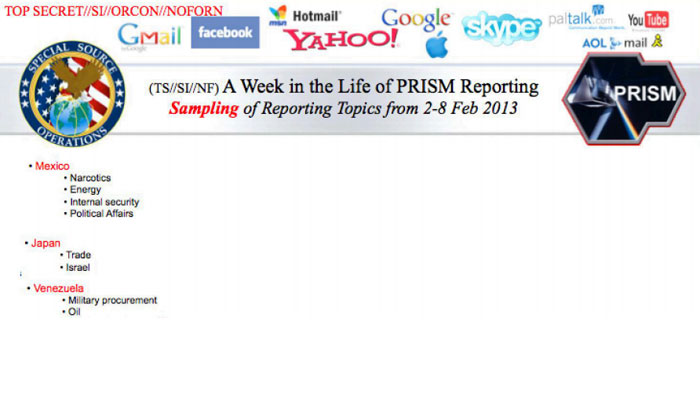 TOP SECRET//SI//ORCON//NOFORN
Gmail
by Google
facebook
msn
Hotmail
YAHOO!
Google
skype
paltalk.com
YouTube
AOL mail
SPECIAL SOURCE
OPERATIONS
(TS//SI//NF) A Week in the Life of PRISM Reporting
Sampling of Reporting Topics from 2-8 Feb 2013
PRISM
• Mexico
• Narcotics
• Energy
• Internal security
• Political Affairs
• Japan
• Trade
• Israel
• Venezuela
• Military procurement
• Oil